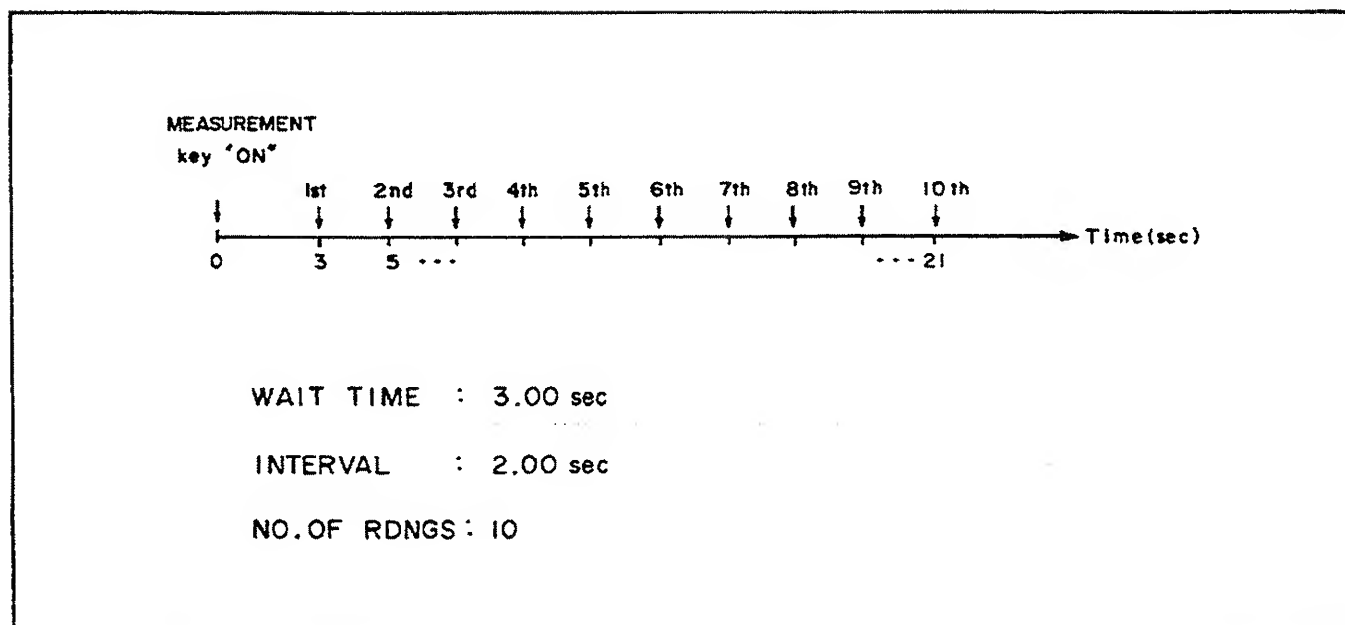 MEASUREMENT
key "ON"
1st 2nd 3rd 4th 5th 6th 7th 8th 9th 10th
Time(sec)
0 3 5 ··· ··· 21
WAIT TIME : 3.00 sec
INTERVAL : 2.00 sec
NO.OF RDNGS: 10